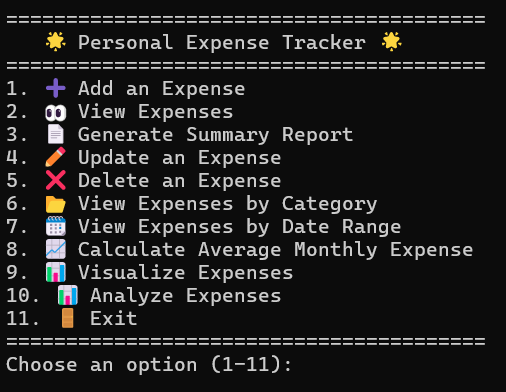 ========================================
🌟 Personal Expense Tracker 🌟
========================================
1. ➕ Add an Expense
2. 👀 View Expenses
3. 📄 Generate Summary Report
4. ✏️ Update an Expense
5. ❌ Delete an Expense
6. 📂 View Expenses by Category
7. 🗓️ View Expenses by Date Range
8. 📈 Calculate Average Monthly Expense
9. 📊 Visualize Expenses
10. 📊 Analyze Expenses
11. 🚪 Exit
========================================
Choose an option (1-11):